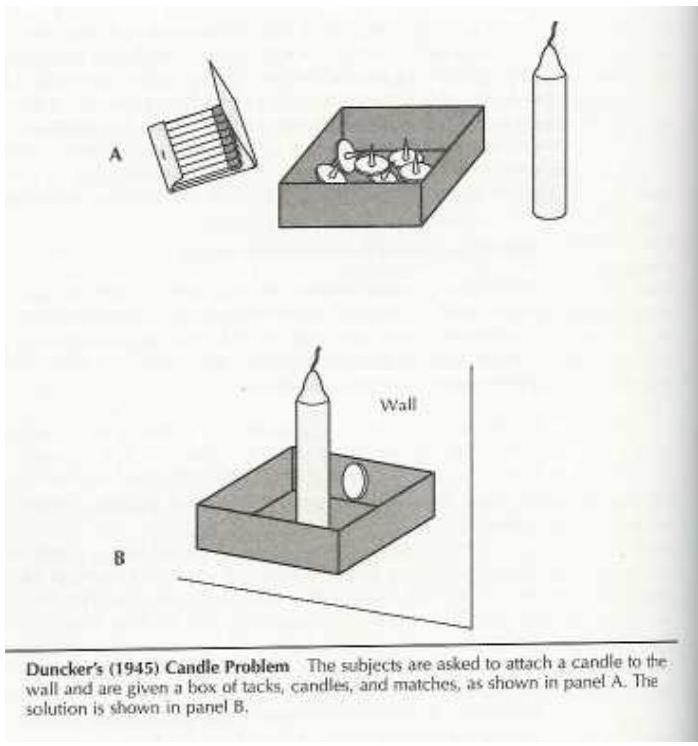 A
Wall
B
Duncker's (1945) Candle Problem The subjects are asked to attach a candle to the
wall and are given a box of tacks, candles, and matches, as shown in panel A. The
solution is shown in panel B.